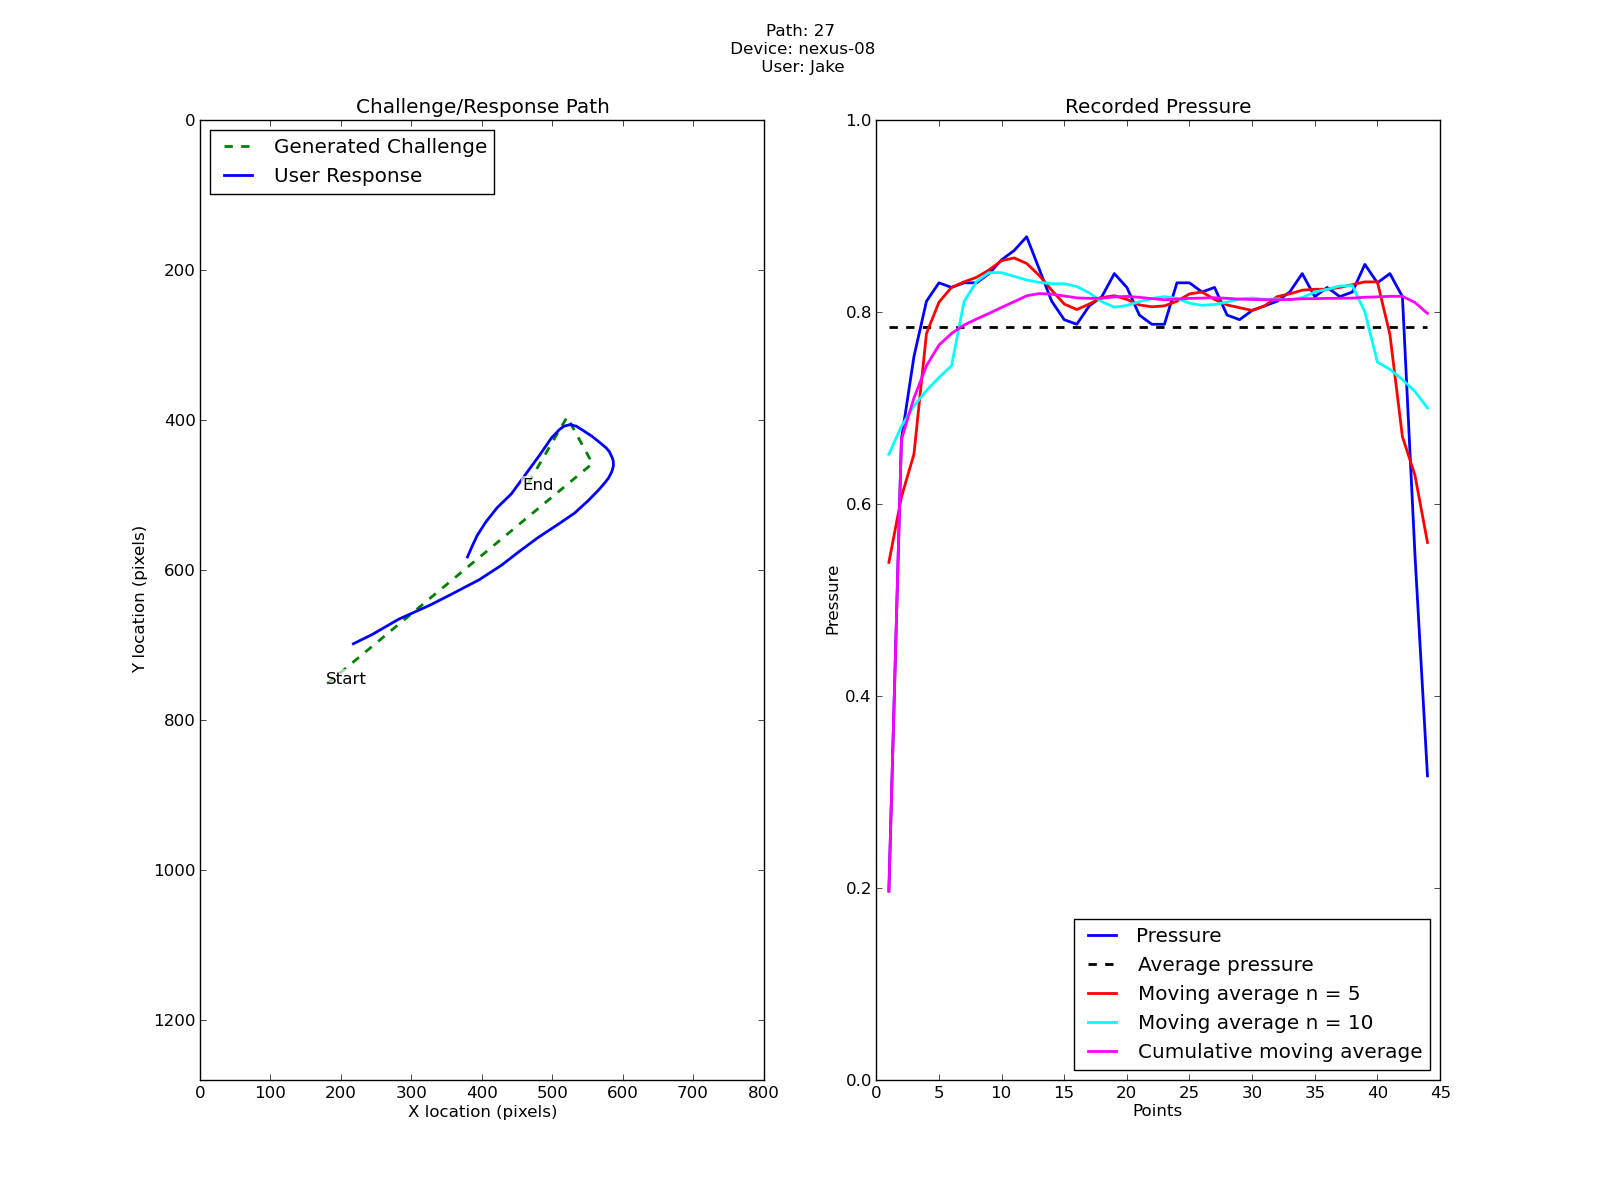 Path: 27
Device: nexus-08
User: Jake
Challenge/Response Path
0
200
400
600
800
1000
1200
Y location (pixels)
Generated Challenge
User Response
End
Start
0 100 200 300 400 500 600 700 800
X location (pixels)
Recorded Pressure
1.0
0.8
0.6
0.4
0.2
0.0
Pressure
Pressure
Average pressure
Moving average n = 5
Moving average n = 10
Cumulative moving average
0 5 10 15 20 25 30 35 40 45
Points